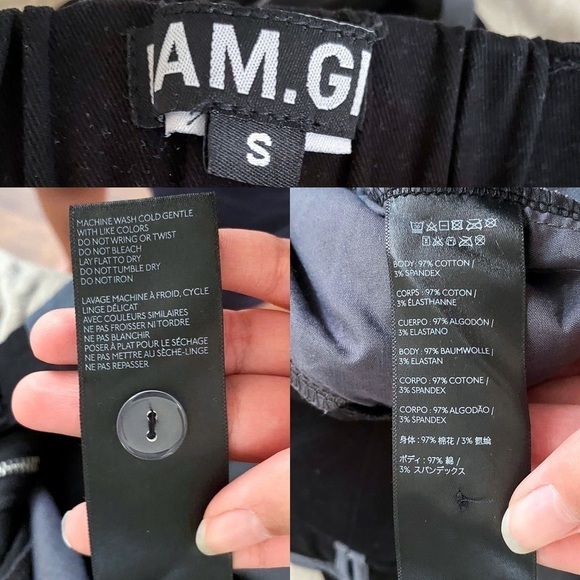 AM.GI
S
MACHINE WASH COLD GENTLE
WITH LIKE COLORS
DO NOT WRING OR TWIST
DO NOT BLEACH
LAY FLAT TO DRY
DO NOT TUMBLE DRY
DO NOT IRON
LAVAGE MACHINE À FROID, CYCLE
LINGE DÉLICAT
AVEC COULEURS SIMILAIRES
NE PAS FROISSER NI TORDRE
NE PAS BLANCHIR
POSER À PLAT POUR LE SÉCHAGE
NE PAS METTRE AU SÈCHE-LINGE
NE PAS REPASSER
BODY: 97% COTTON /
3% SPANDEX
CORPS : 97% COTON /
3% ÉLASTHANNE
CUERPO : 97% ALGODÓN /
3% ELASTANO
BODY : 97% BAUMWOLLE /
3% ELASTAN
CORPO : 97% COTONE /
3% ELASTAN
CORPO : 97% ALGODÃO /
3% ELASTANO
身体 : 97% 棉花 / 3% 氨纶
ボディ : 97% 綿 /
3% スパンデックス